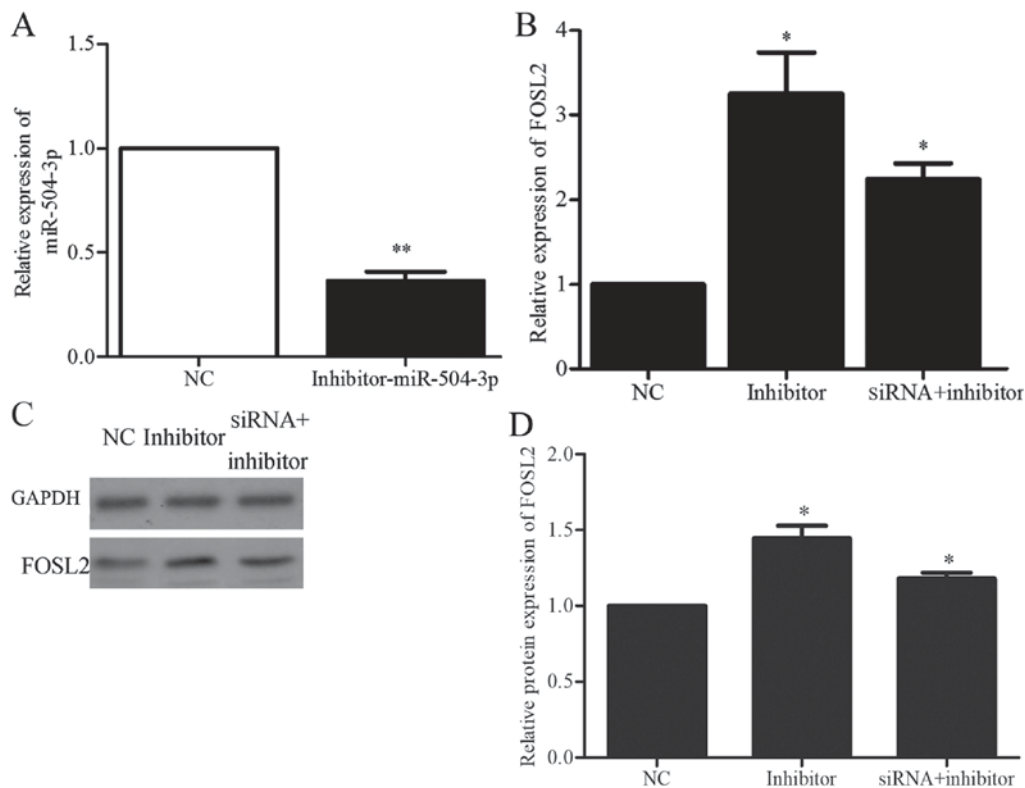 A
Relative expression of
miR-504-3p
1.5
1.0
0.5
0.0
**
NC
Inhibitor-miR-504-3p
B
Relative expression of FOSL2
4
3
2
1
0
*
*
NC
Inhibitor
siRNA+inhibitor
C
NC Inhibitor siRNA+
inhibitor
GAPDH
FOSL2
D
Relative protein expression of FOSL2
2.0
1.5
1.0
0.5
0.0
*
*
NC
Inhibitor
siRNA+inhibitor